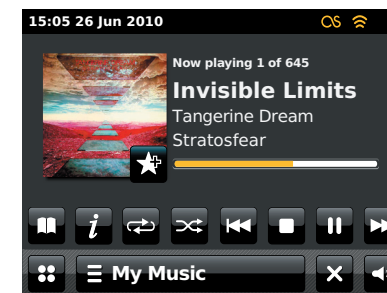 15:05 26 Jun 2010
Now playing 1 of 645
Invisible Limits
Tangerine Dream
Stratosfear
My Music